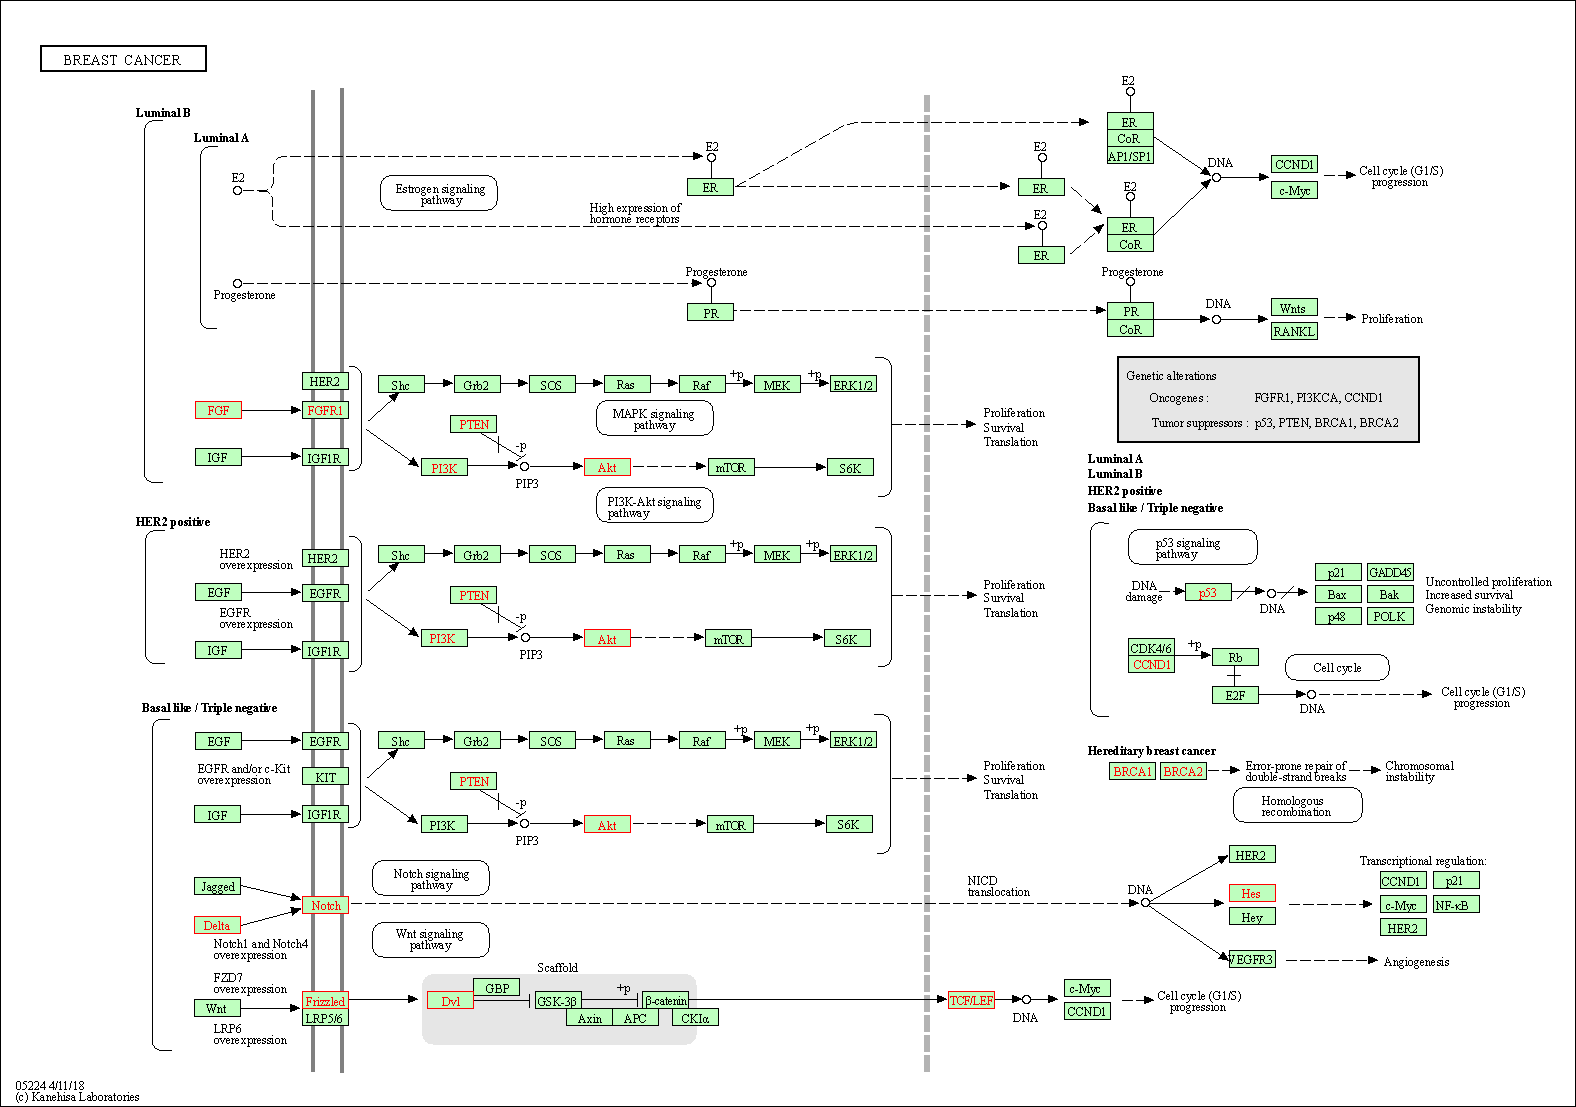 BREAST CANCER
Luminal B
Luminal A
E2
Estrogen signaling
pathway
High expression of
hormone receptors
E2
ER
E2
ER
E2
ER
E2
ER
CoR
AP1/SP1
E2
ER
CoR
DNA
CCND1
c-Myc
Cell cycle (G1/S)
progression
Progesterone
Progesterone
PR
Progesterone
PR
CoR
DNA
Wnts
RANKL
Proliferation
HER2
FGF
FGFR1
IGF
IGF1R
Shc
Grb2
SOS
Ras
Raf
+p
MEK
+p
ERK1/2
MAPK signaling
pathway
PTEN
-p
PI3K
PIP3
Akt
mTOR
S6K
PI3K-Akt signaling
pathway
Proliferation
Survival
Translation
Genetic alterations
Oncogenes : FGFR1, PI3KCA, CCND1
Tumor suppressors : p53, PTEN, BRCA1, BRCA2
HER2 positive
HER2
overexpression
HER2
EGF
EGFR
EGFR
overexpression
IGF
IGF1R
Shc
Grb2
SOS
Ras
Raf
+p
MEK
+p
ERK1/2
PTEN
-p
PI3K
PIP3
Akt
mTOR
S6K
Proliferation
Survival
Translation
Luminal A
Luminal B
HER2 positive
Basal like / Triple negative
p53 signaling
pathway
DNA
damage
p53
DNA
p21
GADD45
Bax
Bak
p48
POLK
Uncontrolled proliferation
Increased survival
Genomic instability
CDK4/6
CCND1
+p
Rb
E2F
Cell cycle
DNA
Cell cycle (G1/S)
progression
Basal like / Triple negative
EGF
EGFR
EGFR and/or c-Kit
overexpression
KIT
IGF
IGF1R
Shc
Grb2
SOS
Ras
Raf
+p
MEK
+p
ERK1/2
PTEN
-p
PI3K
PIP3
Akt
mTOR
S6K
Proliferation
Survival
Translation
Hereditary breast cancer
BRCA1
BRCA2
Error-prone repair of
double-strand breaks
Chromosomal
instability
Homologous
recombination
Jagged
Delta
Notch
Notch1 and Notch4
overexpression
Notch signaling
pathway
NICD
translocation
DNA
HER2
Hes
Hey
VEGFR3
Transcriptional regulation:
CCND1
p21
c-Myc
NF-κB
HER2
Angiogenesis
Wnt signaling
pathway
FZD7
overexpression
Wnt
LRP6
overexpression
Frizzled
LRP5/6
Scaffold
Dvl
GBP
GSK-3β
+p
β-catenin
Axin
APC
CKIα
TCF/LEF
DNA
c-Myc
CCND1
Cell cycle (G1/S)
progression
05224 4/11/18
(c) Kanehisa Laboratories